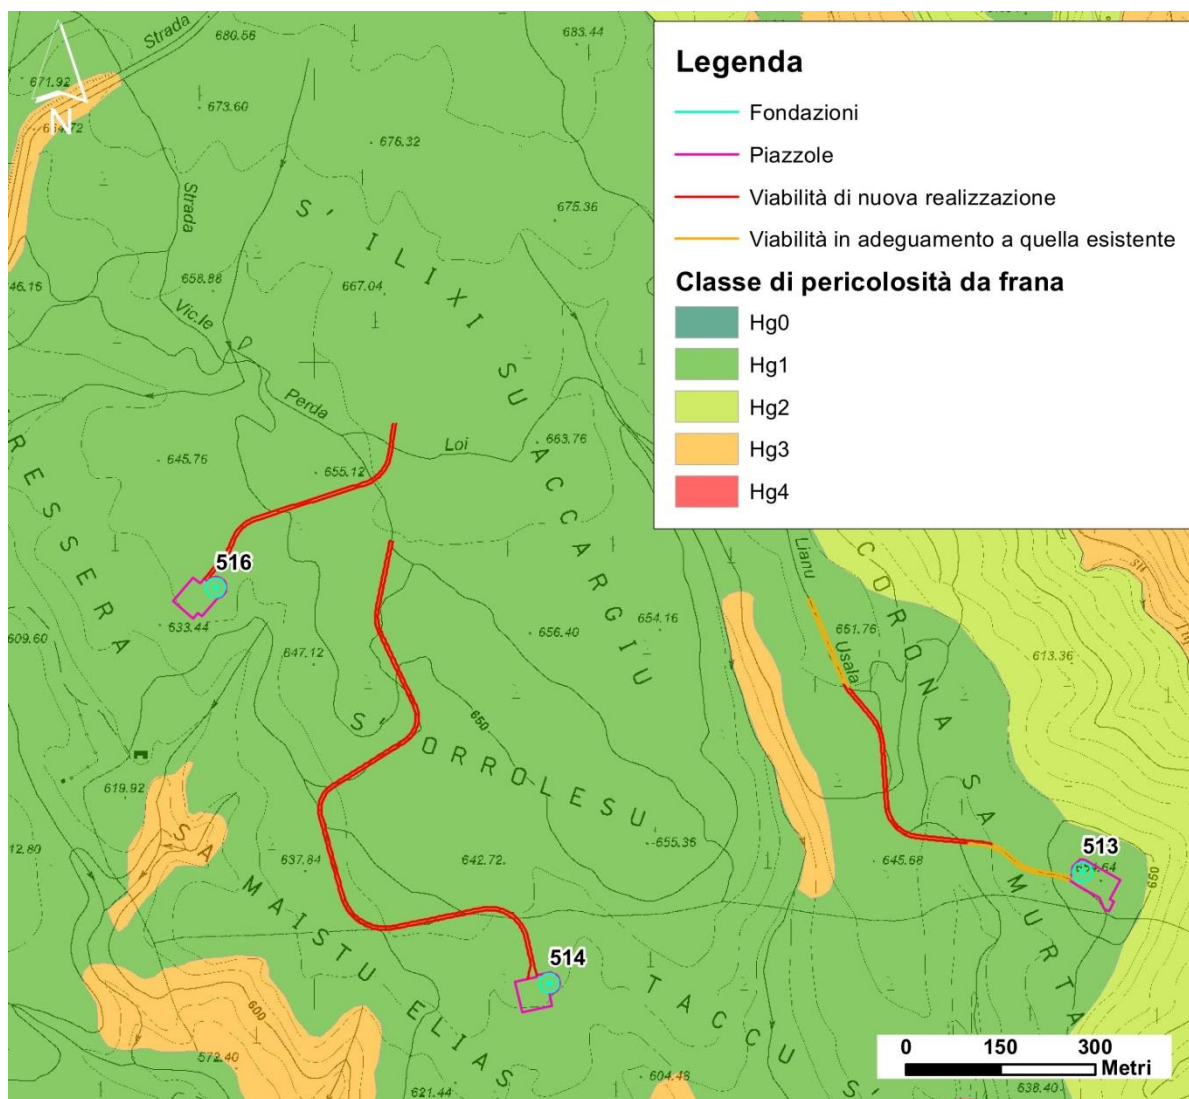 Strada
680.56
683.44
Legenda
671.92
Fondazioni
673.60
N
676.32
Piazzole
Strada
Viabilità di nuova realizzazione
675.36
S' ILIXI SU ACCARGIU
Viabilità in adeguamento a quella esistente
Classe di pericolosità da frana
46.16
658.88
667.04
Vic.le
Hg0
Hg1
Perda
Hg2
Loi
663.76
Hg3
645.76
655.12
Hg4
RESSERA
Lianu
CORONA SA MURTA
516
633.44
609.60
654.16
661.76
656.40
613.36
647.12
Usala
S' ORROLESU
650
619.92
12.80
SA MAISTU ELIAS
637.84
642.72
655.36
645.68
513
650
514
TACCU S'
600
572.40
604.48
621.44
638.40
0 150 300
Metri